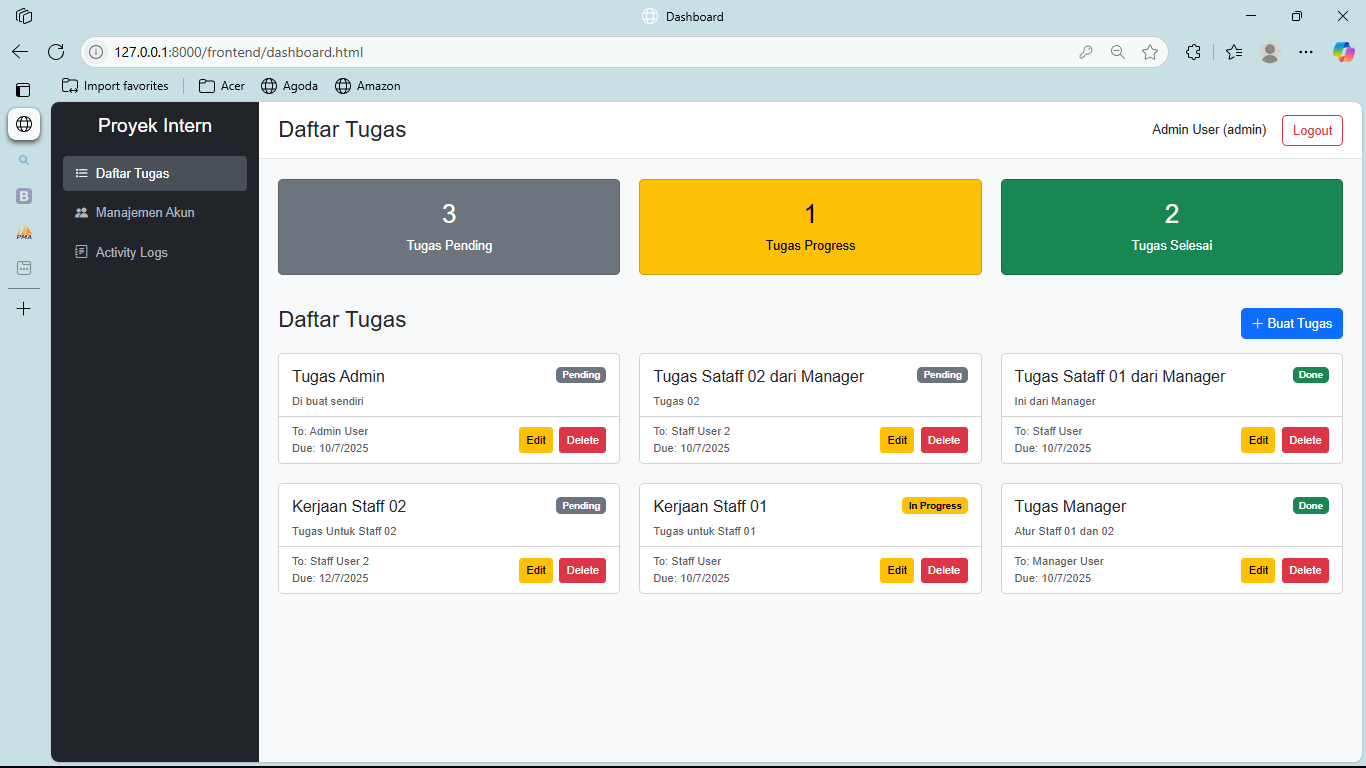 Dashboard
127.0.0.1:8000/frontend/dashboard.html
Import favorites
Acer
Agoda
Amazon
B
PMA
Proyek Intern
Daftar Tugas
Manajemen Akun
Activity Logs
Daftar Tugas
Admin User (admin)
Logout
3
Tugas Pending
1
Tugas Progress
2
Tugas Selesai
Daftar Tugas
+ Buat Tugas
Tugas Admin
Pending
Di buat sendiri
To: Admin User
Due: 10/7/2025
Edit
Delete
Tugas Sataff 02 dari Manager
Pending
Tugas 02
To: Staff User 2
Due: 10/7/2025
Edit
Delete
Tugas Sataff 01 dari Manager
Done
Ini dari Manager
To: Staff User
Due: 10/7/2025
Edit
Delete
Kerjaan Staff 02
Pending
Tugas Untuk Staff 02
To: Staff User 2
Due: 12/7/2025
Edit
Delete
Kerjaan Staff 01
In Progress
Tugas untuk Staff 01
To: Staff User
Due: 10/7/2025
Edit
Delete
Tugas Manager
Done
Atur Staff 01 dan 02
To: Manager User
Due: 10/7/2025
Edit
Delete